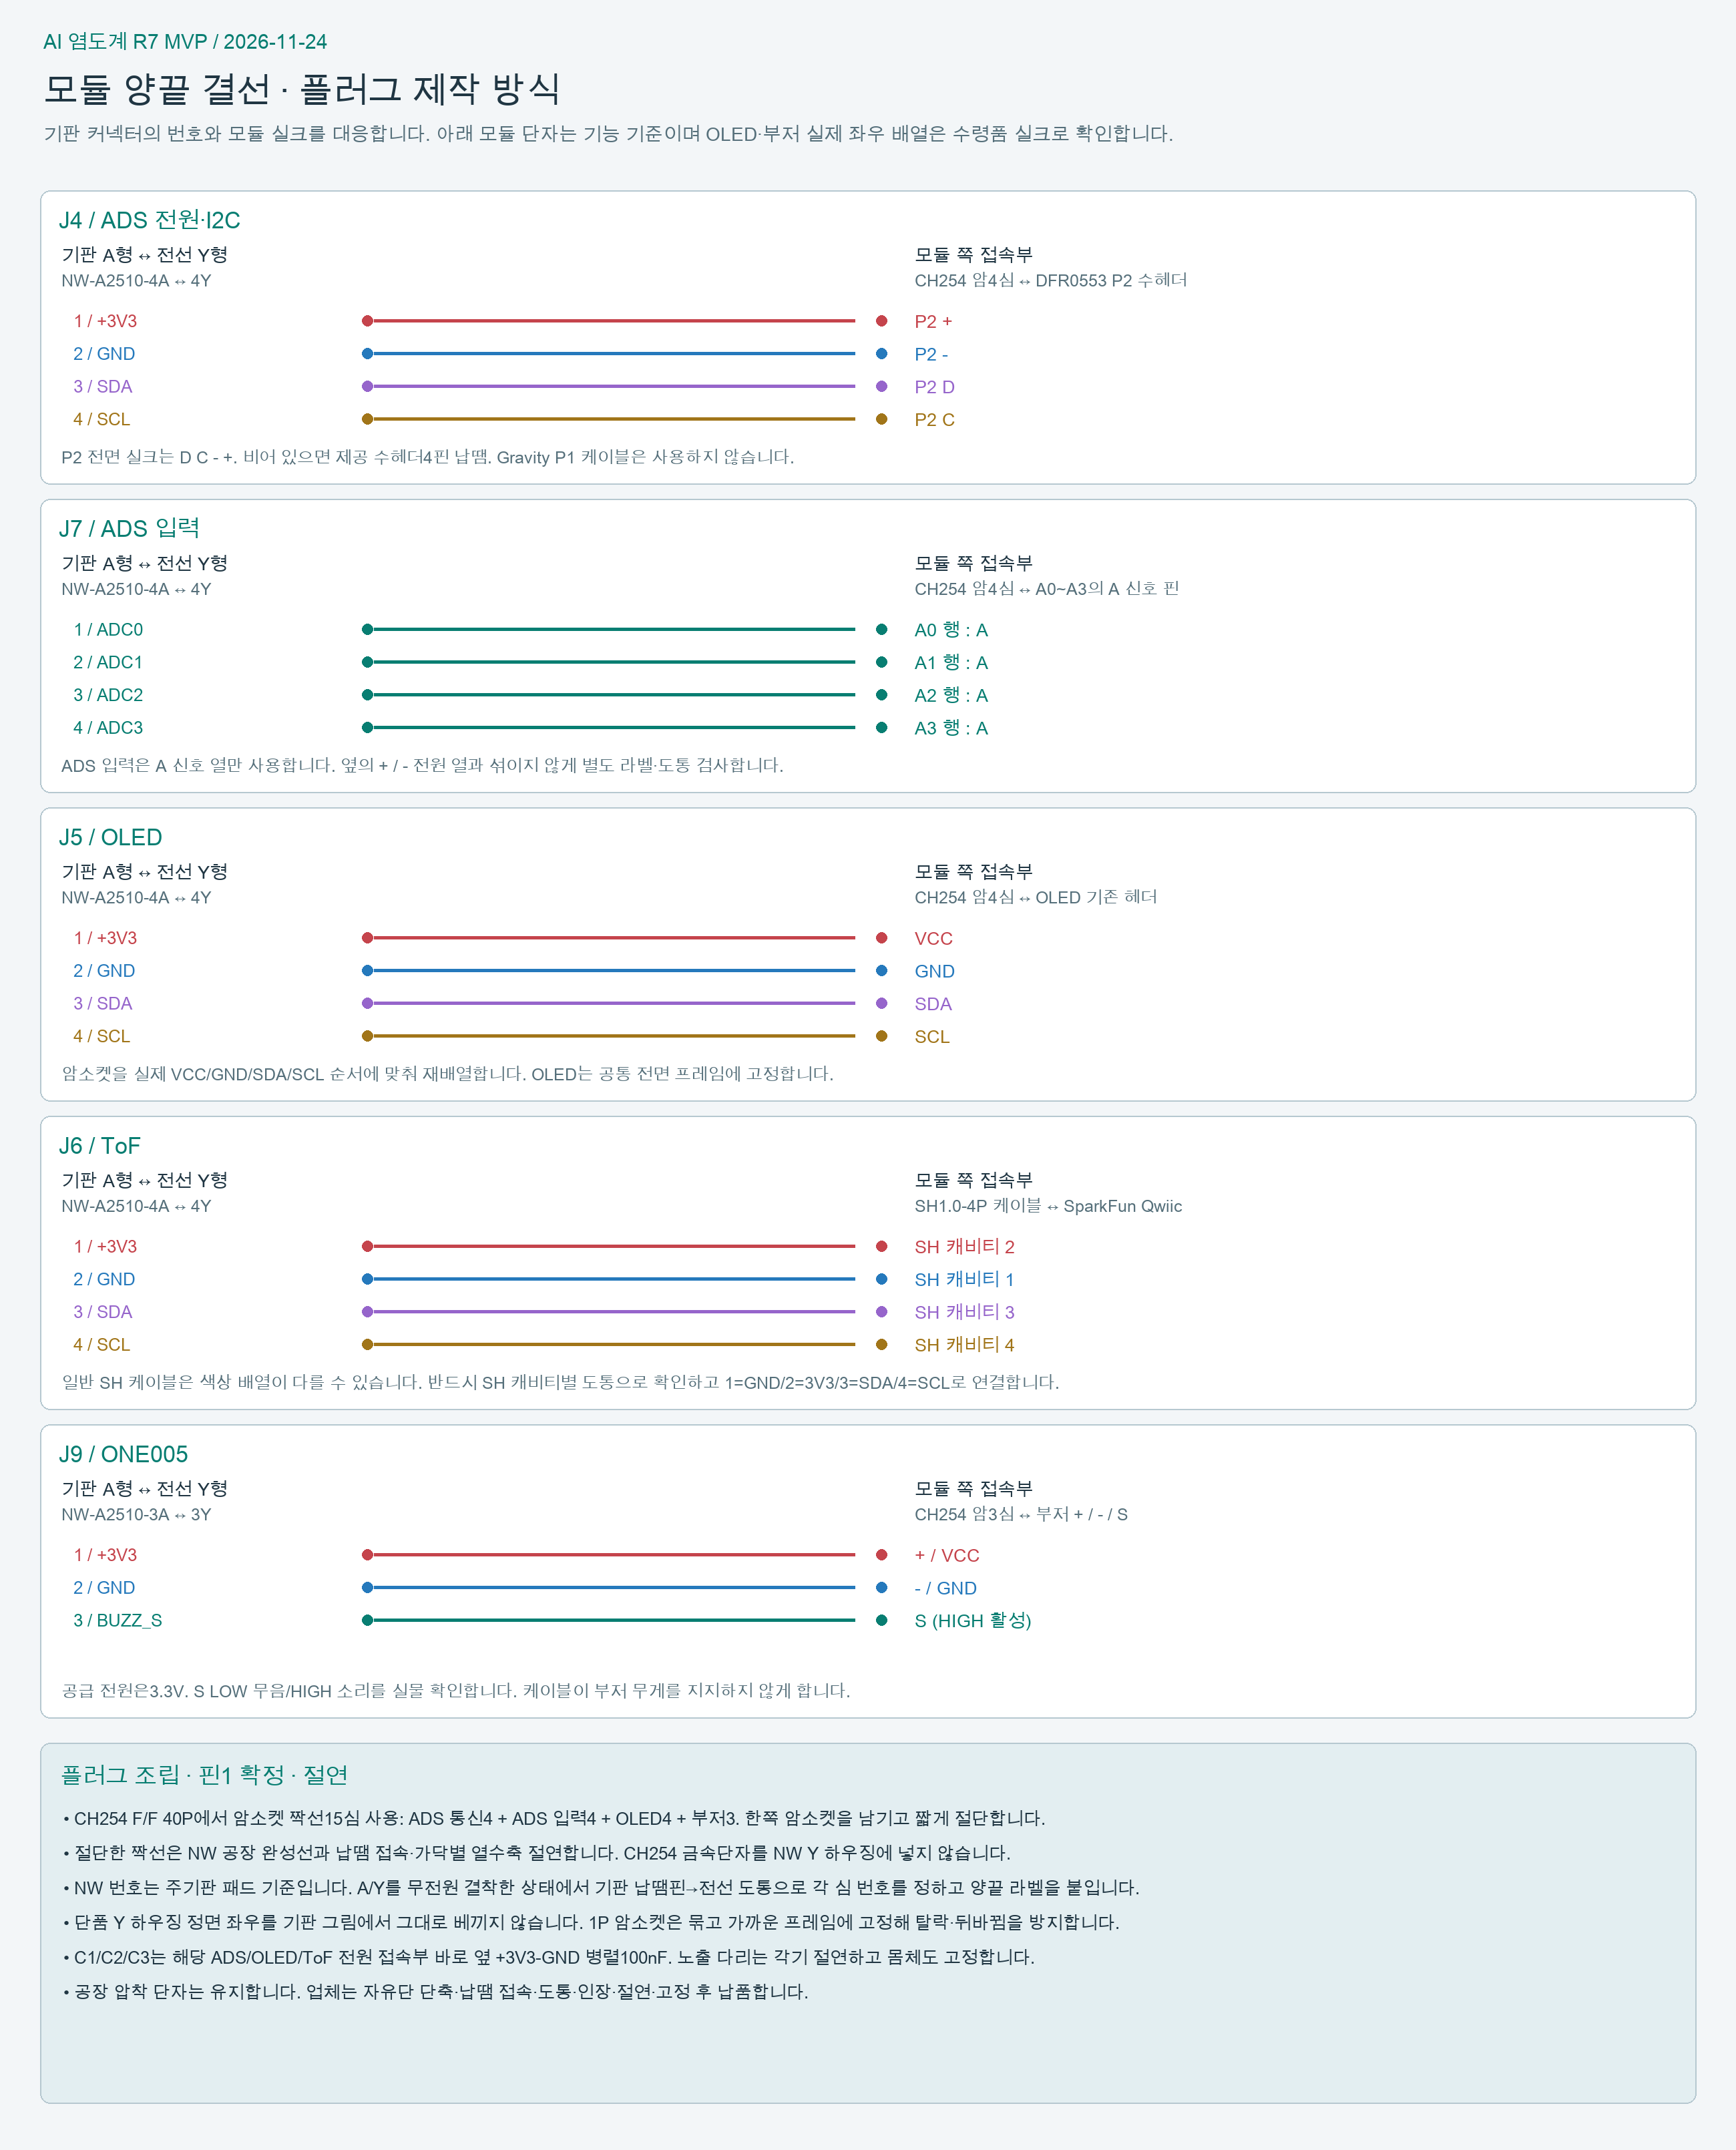 AI 염도계 R7 MVP / 2026-11-24
모듈 양끝 결선 · 플러그 제작 방식
기판 커넥터의 번호와 모듈 실크를 대응합니다. 아래 모듈 단자는 기능 기준이며 OLED·부저 실제 좌우 배열은 수령품 실크로 확인합니다.
J4 / ADS 전원·I2C
기판 A형 ↔ 전선 Y형
모듈 쪽 접속부
NW-A2510-4A ↔ 4Y
CH254 암4심 ↔ DFR0553 P2 수헤더
1 / +3V3
P2 +
2 / GND
P2 -
3 / SDA
P2 D
4 / SCL
P2 C
P2 전면 실크는 D C - +. 비어 있으면 제공 수헤더4핀 납땜. Gravity P1 케이블은 사용하지 않습니다.
J7 / ADS 입력
기판 A형 ↔ 전선 Y형
모듈 쪽 접속부
NW-A2510-4A ↔ 4Y
CH254 암4심 ↔ A0~A3의 A 신호 핀
1 / ADC0
A0 행 : A
2 / ADC1
A1 행 : A
3 / ADC2
A2 행 : A
4 / ADC3
A3 행 : A
ADS 입력은 A 신호 열만 사용합니다. 옆의 + / - 전원 열과 섞이지 않게 별도 라벨·도통 검사합니다.
J5 / OLED
기판 A형 ↔ 전선 Y형
모듈 쪽 접속부
NW-A2510-4A ↔ 4Y
CH254 암4심 ↔ OLED 기존 헤더
1 / +3V3
VCC
2 / GND
GND
3 / SDA
SDA
4 / SCL
SCL
암소켓을 실제 VCC/GND/SDA/SCL 순서에 맞춰 재배열합니다. OLED는 공통 전면 프레임에 고정합니다.
J6 / ToF
기판 A형 ↔ 전선 Y형
모듈 쪽 접속부
NW-A2510-4A ↔ 4Y
SH1.0-4P 케이블 ↔ SparkFun Qwiic
1 / +3V3
SH 캐비티 2
2 / GND
SH 캐비티 1
3 / SDA
SH 캐비티 3
4 / SCL
SH 캐비티 4
일반 SH 케이블은 색상 배열이 다를 수 있습니다. 반드시 SH 캐비티별 도통으로 확인하고 1=GND/2=3V3/3=SDA/4=SCL로 연결합니다.
J9 / ONE005
기판 A형 ↔ 전선 Y형
모듈 쪽 접속부
NW-A2510-3A ↔ 3Y
CH254 암3심 ↔ 부저 + / - / S
1 / +3V3
+ / VCC
2 / GND
- / GND
3 / BUZZ_S
S (HIGH 활성)
공급 전원은3.3V. S LOW 무음/HIGH 소리를 실물 확인합니다. 케이블이 부저 무게를 지지하지 않게 합니다.
플러그 조립 · 핀1 확정 · 절연
• CH254 F/F 40P에서 암소켓 짝선15심 사용: ADS 통신4 + ADS 입력4 + OLED4 + 부저3. 한쪽 암소켓을 남기고 짧게 절단합니다.
• 절단한 짝선은 NW 공장 완성선과 납땜 접속·가닥별 열수축 절연합니다. CH254 금속단자를 NW Y 하우징에 넣지 않습니다.
• NW 번호는 주기판 패드 기준입니다. A/Y를 무전원 결착한 상태에서 기판 납땜핀→전선 도통으로 각 심 번호를 정하고 양끝 라벨을 붙입니다.
• 단품 Y 하우징 정면 좌우를 기판 그림에서 그대로 베끼지 않습니다. 1P 암소켓은 묶고 가까운 프레임에 고정해 탈락·뒤바뀜을 방지합니다.
• C1/C2/C3는 해당 ADS/OLED/ToF 전원 접속부 바로 옆 +3V3-GND 병렬100nF. 노출 다리는 각기 절연하고 몸체도 고정합니다.
• 공장 압착 단자는 유지합니다. 업체는 자유단 단축·납땜 접속·도통·인장·절연·고정 후 납품합니다.